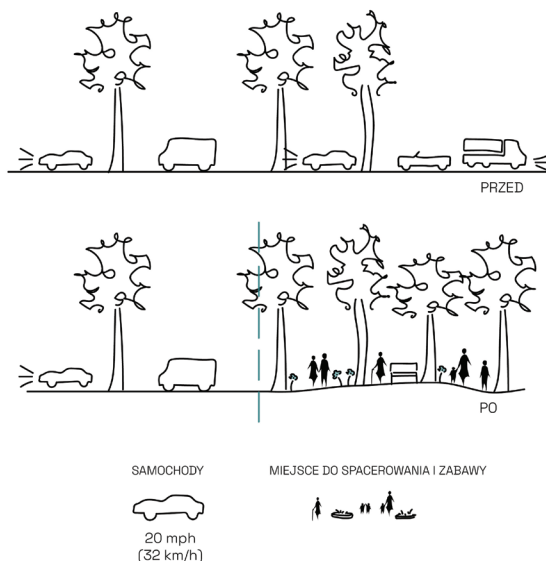 PRZED
PO
SAMOCHODY
MIEJSCE DO SPACEROWANIA I ZABAWY
20 mph
(32 km/h)